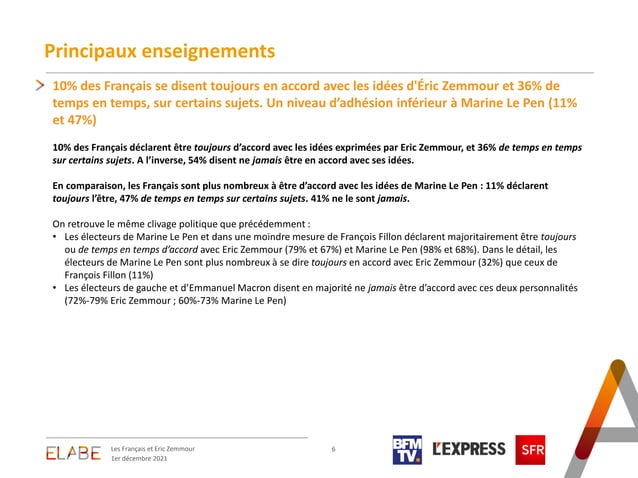 Principaux enseignements
10% des Français se disent toujours en accord avec les idées d'Éric Zemmour et 36% de
temps en temps, sur certains sujets. Un niveau d’adhésion inférieur à Marine Le Pen (11%
et 47%)
10% des Français déclarent être toujours d’accord avec les idées exprimées par Eric Zemmour, et 36% de temps en temps
sur certains sujets. A l’inverse, 54% disent ne jamais être en accord avec ses idées.
En comparaison, les Français sont plus nombreux à être d’accord avec les idées de Marine Le Pen : 11% déclarent
toujours l’être, 47% de temps en temps sur certains sujets. 41% ne le sont jamais.
On retrouve le même clivage politique que précédemment :
• Les électeurs de Marine Le Pen et dans une moindre mesure de François Fillon déclarent majoritairement être toujours
ou de temps en temps d’accord avec Eric Zemmour (79% et 67%) et Marine Le Pen (98% et 68%). Dans le détail, les
électeurs de Marine Le Pen sont plus nombreux à se dire toujours en accord avec Eric Zemmour (32%) que ceux de
François Fillon (11%)
• Les électeurs de gauche et d’Emmanuel Macron disent en majorité ne jamais être d’accord avec ces deux personnalités
(72%-79% Eric Zemmour ; 60%-73% Marine Le Pen)
ELABE
Les Français et Eric Zemmour
1er décembre 2021
6
BFM
TV.
L'EXPRESS
SFR